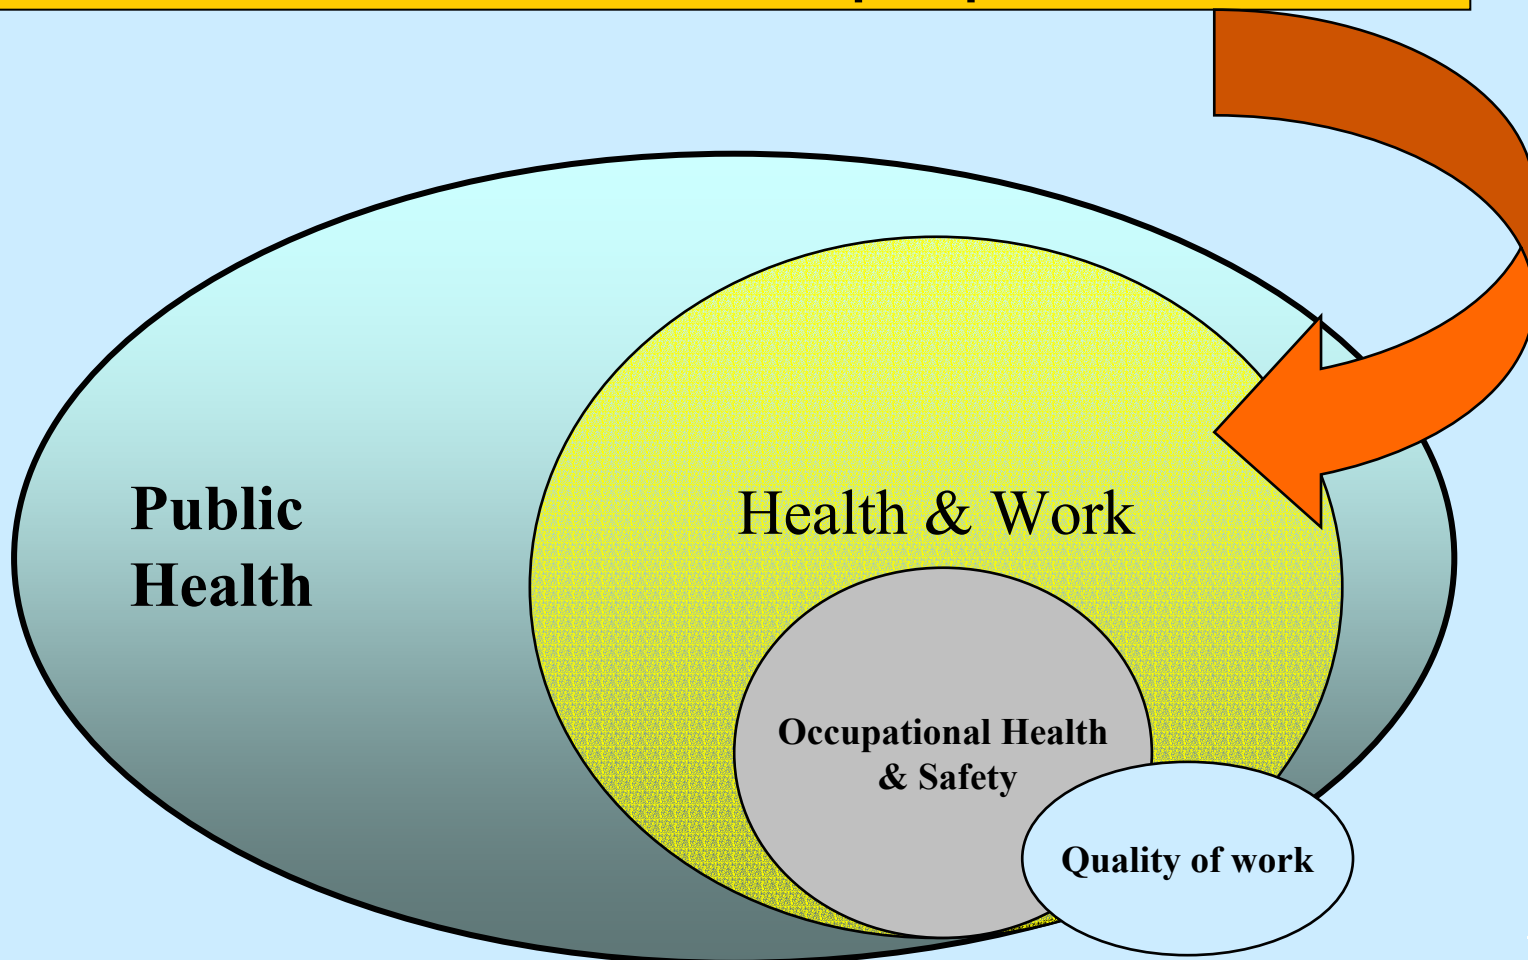 Public
Health
Health & Work
Occupational Health
& Safety
Quality of work